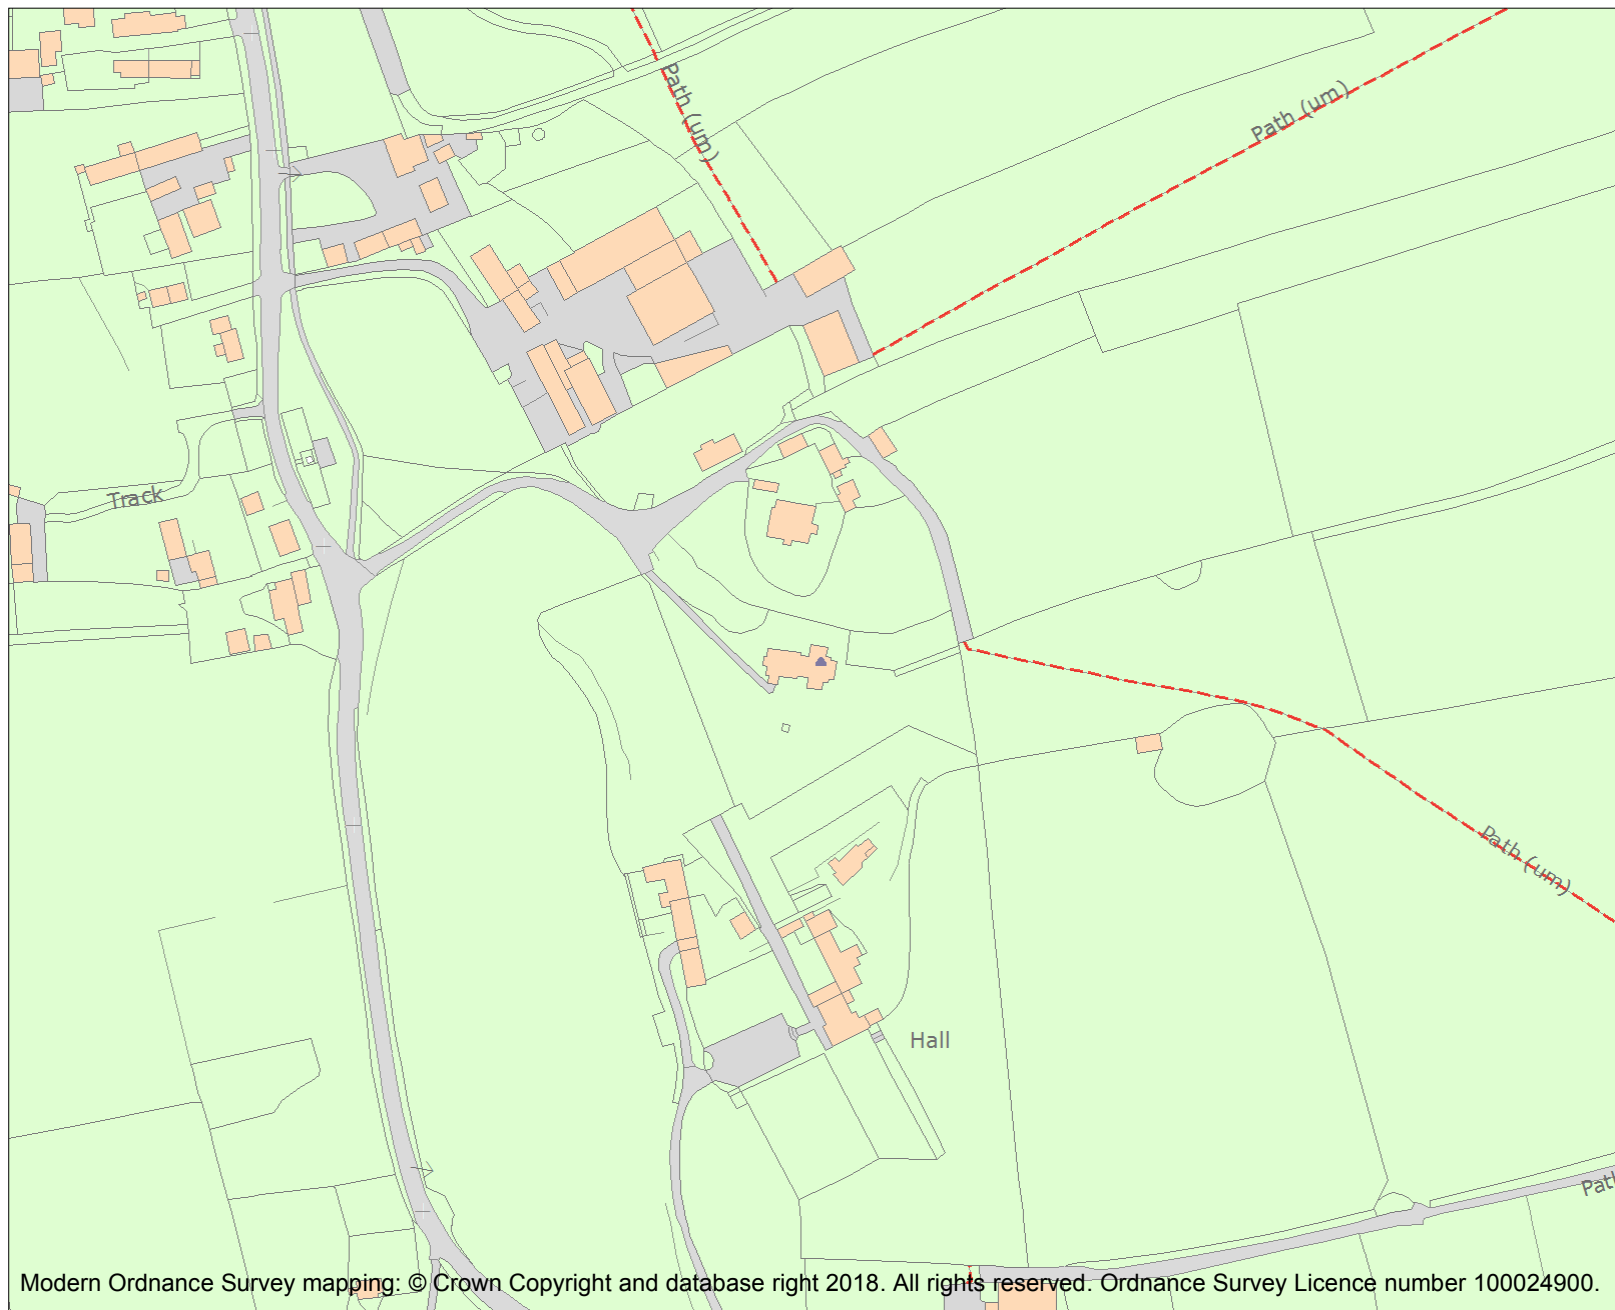 Path (um)
Path (um)
Track
Path (um)
Hall
Path
Modern Ordnance Survey mapping: © Crown Copyright and database right 2018. All rights reserved. Ordnance Survey Licence number 100024900.